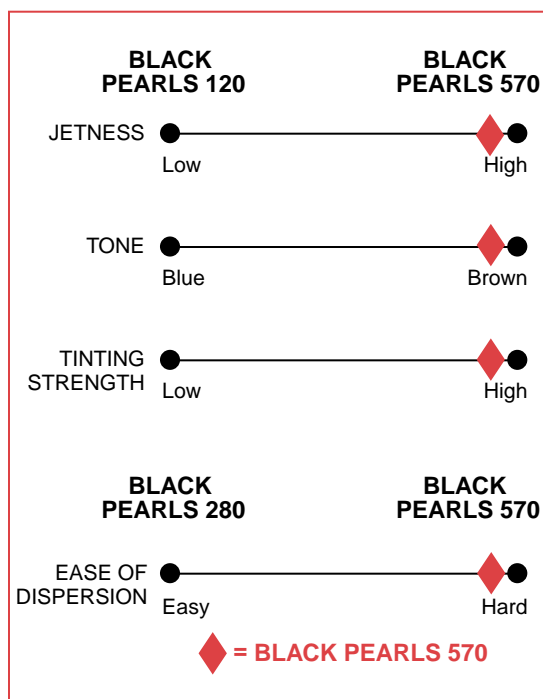 BLACK PEARLS 120
BLACK PEARLS 570
JETNESS
Low
High
TONE
Blue
Brown
TINTING STRENGTH
Low
High
BLACK PEARLS 280
BLACK PEARLS 570
EASE OF DISPERSION
Easy
Hard
= BLACK PEARLS 570